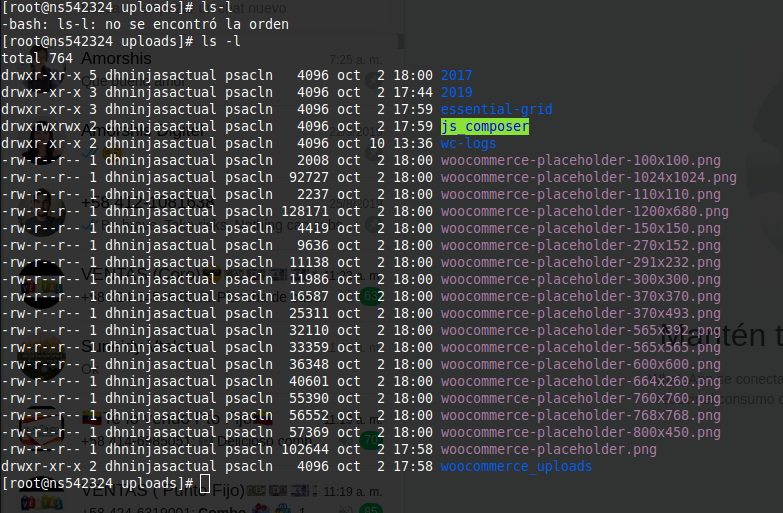 [root@ns542324 uploads]# ls-l
-bash: ls-l: no se encontró la orden
[root@ns542324 uploads]# ls -l
total 764
drwxr-xr-x 5 dhninjasactual psacln   4096 oct  2 18:00 2017
drwxr-xr-x 3 dhninjasactual psacln   4096 oct  2 17:44 2019
drwxr-xr-x 3 dhninjasactual psacln   4096 oct  2 17:59 essential-grid
drwxrwxrwx 2 dhninjasactual psacln   4096 oct  2 17:59 js_composer
drwxr-xr-x 2 dhninjasactual psacln   4096 oct 10 13:36 wc-logs
-rw-r--r-- 1 dhninjasactual psacln   2008 oct  2 18:00 woocommerce-placeholder-100x100.png
-rw-r--r-- 1 dhninjasactual psacln  92727 oct  2 18:00 woocommerce-placeholder-1024x1024.png
-rw-r--r-- 1 dhninjasactual psacln   2237 oct  2 18:00 woocommerce-placeholder-110x110.png
-rw-r--r-- 1 dhninjasactual psacln 128171 oct  2 18:00 woocommerce-placeholder-1200x680.png
-rw-r--r-- 1 dhninjasactual psacln   4419 oct  2 18:00 woocommerce-placeholder-150x150.png
-rw-r--r-- 1 dhninjasactual psacln   9636 oct  2 18:00 woocommerce-placeholder-270x152.png
-rw-r--r-- 1 dhninjasactual psacln  11138 oct  2 18:00 woocommerce-placeholder-291x232.png
-rw-r--r-- 1 dhninjasactual psacln  11986 oct  2 18:00 woocommerce-placeholder-300x300.png
-rw-r--r-- 1 dhninjasactual psacln  16587 oct  2 18:00 woocommerce-placeholder-370x370.png
-rw-r--r-- 1 dhninjasactual psacln  25311 oct  2 18:00 woocommerce-placeholder-370x493.png
-rw-r--r-- 1 dhninjasactual psacln  32110 oct  2 18:00 woocommerce-placeholder-565x392.png
-rw-r--r-- 1 dhninjasactual psacln  33359 oct  2 18:00 woocommerce-placeholder-565x565.png
-rw-r--r-- 1 dhninjasactual psacln  36348 oct  2 18:00 woocommerce-placeholder-600x600.png
-rw-r--r-- 1 dhninjasactual psacln  40601 oct  2 18:00 woocommerce-placeholder-664x260.png
-rw-r--r-- 1 dhninjasactual psacln  55390 oct  2 18:00 woocommerce-placeholder-760x760.png
-rw-r--r-- 1 dhninjasactual psacln  56552 oct  2 18:00 woocommerce-placeholder-768x768.png
-rw-r--r-- 1 dhninjasactual psacln  57369 oct  2 18:00 woocommerce-placeholder-800x450.png
-rw-r--r-- 1 dhninjasactual psacln 102644 oct  2 17:58 woocommerce-placeholder.png
drwxr-xr-x 2 dhninjasactual psacln   4096 oct  2 17:58 woocommerce_uploads
[root@ns542324 uploads]#
Amorshis
7:25 a. m.
Mantén t
VENTAS ( Punto Fijo)
11:19 a. m.